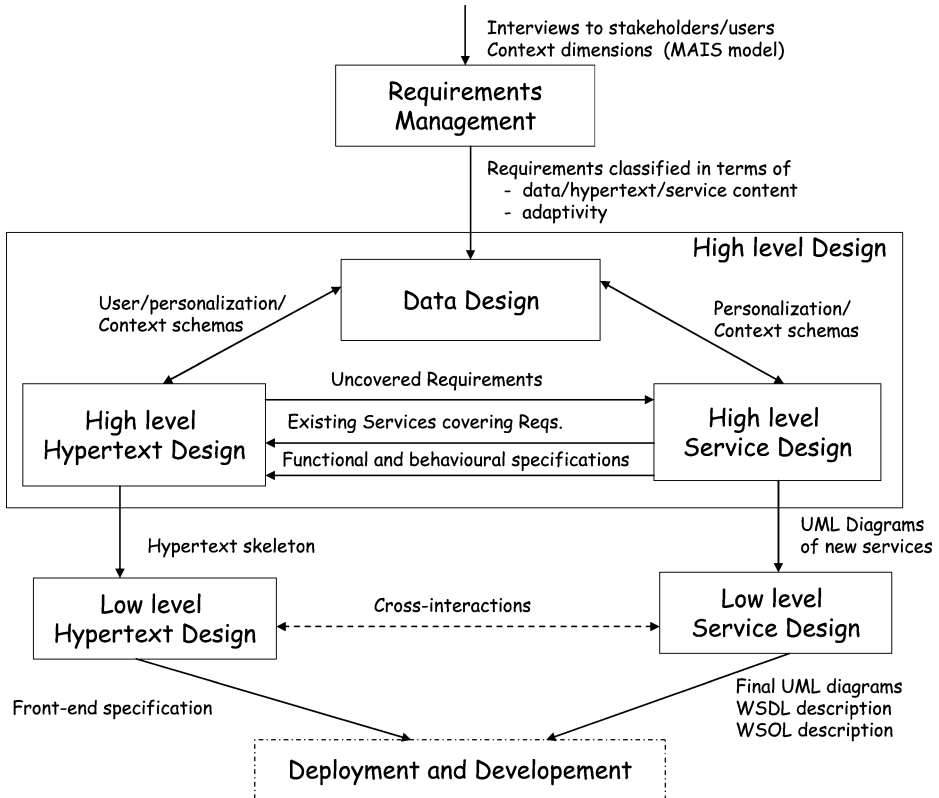 Interviews to stakeholders/users
Context dimensions (MAIS model)
Requirements
Management
Requirements classified in terms of
- data/hypertext/service content
- adaptivity
High level Design
Data Design
User/personalization/
Context schemas
Personalization/
Context schemas
Uncovered Requirements
High level
Hypertext Design
Existing Services covering Reqs.
High level
Service Design
Functional and behavioural specifications
Hypertext skeleton
UML Diagrams
of new services
Low level
Hypertext Design
Cross-interactions
Low level
Service Design
Front-end specification
Final UML diagrams
WSDL description
WSOL description
Deployment and Developement